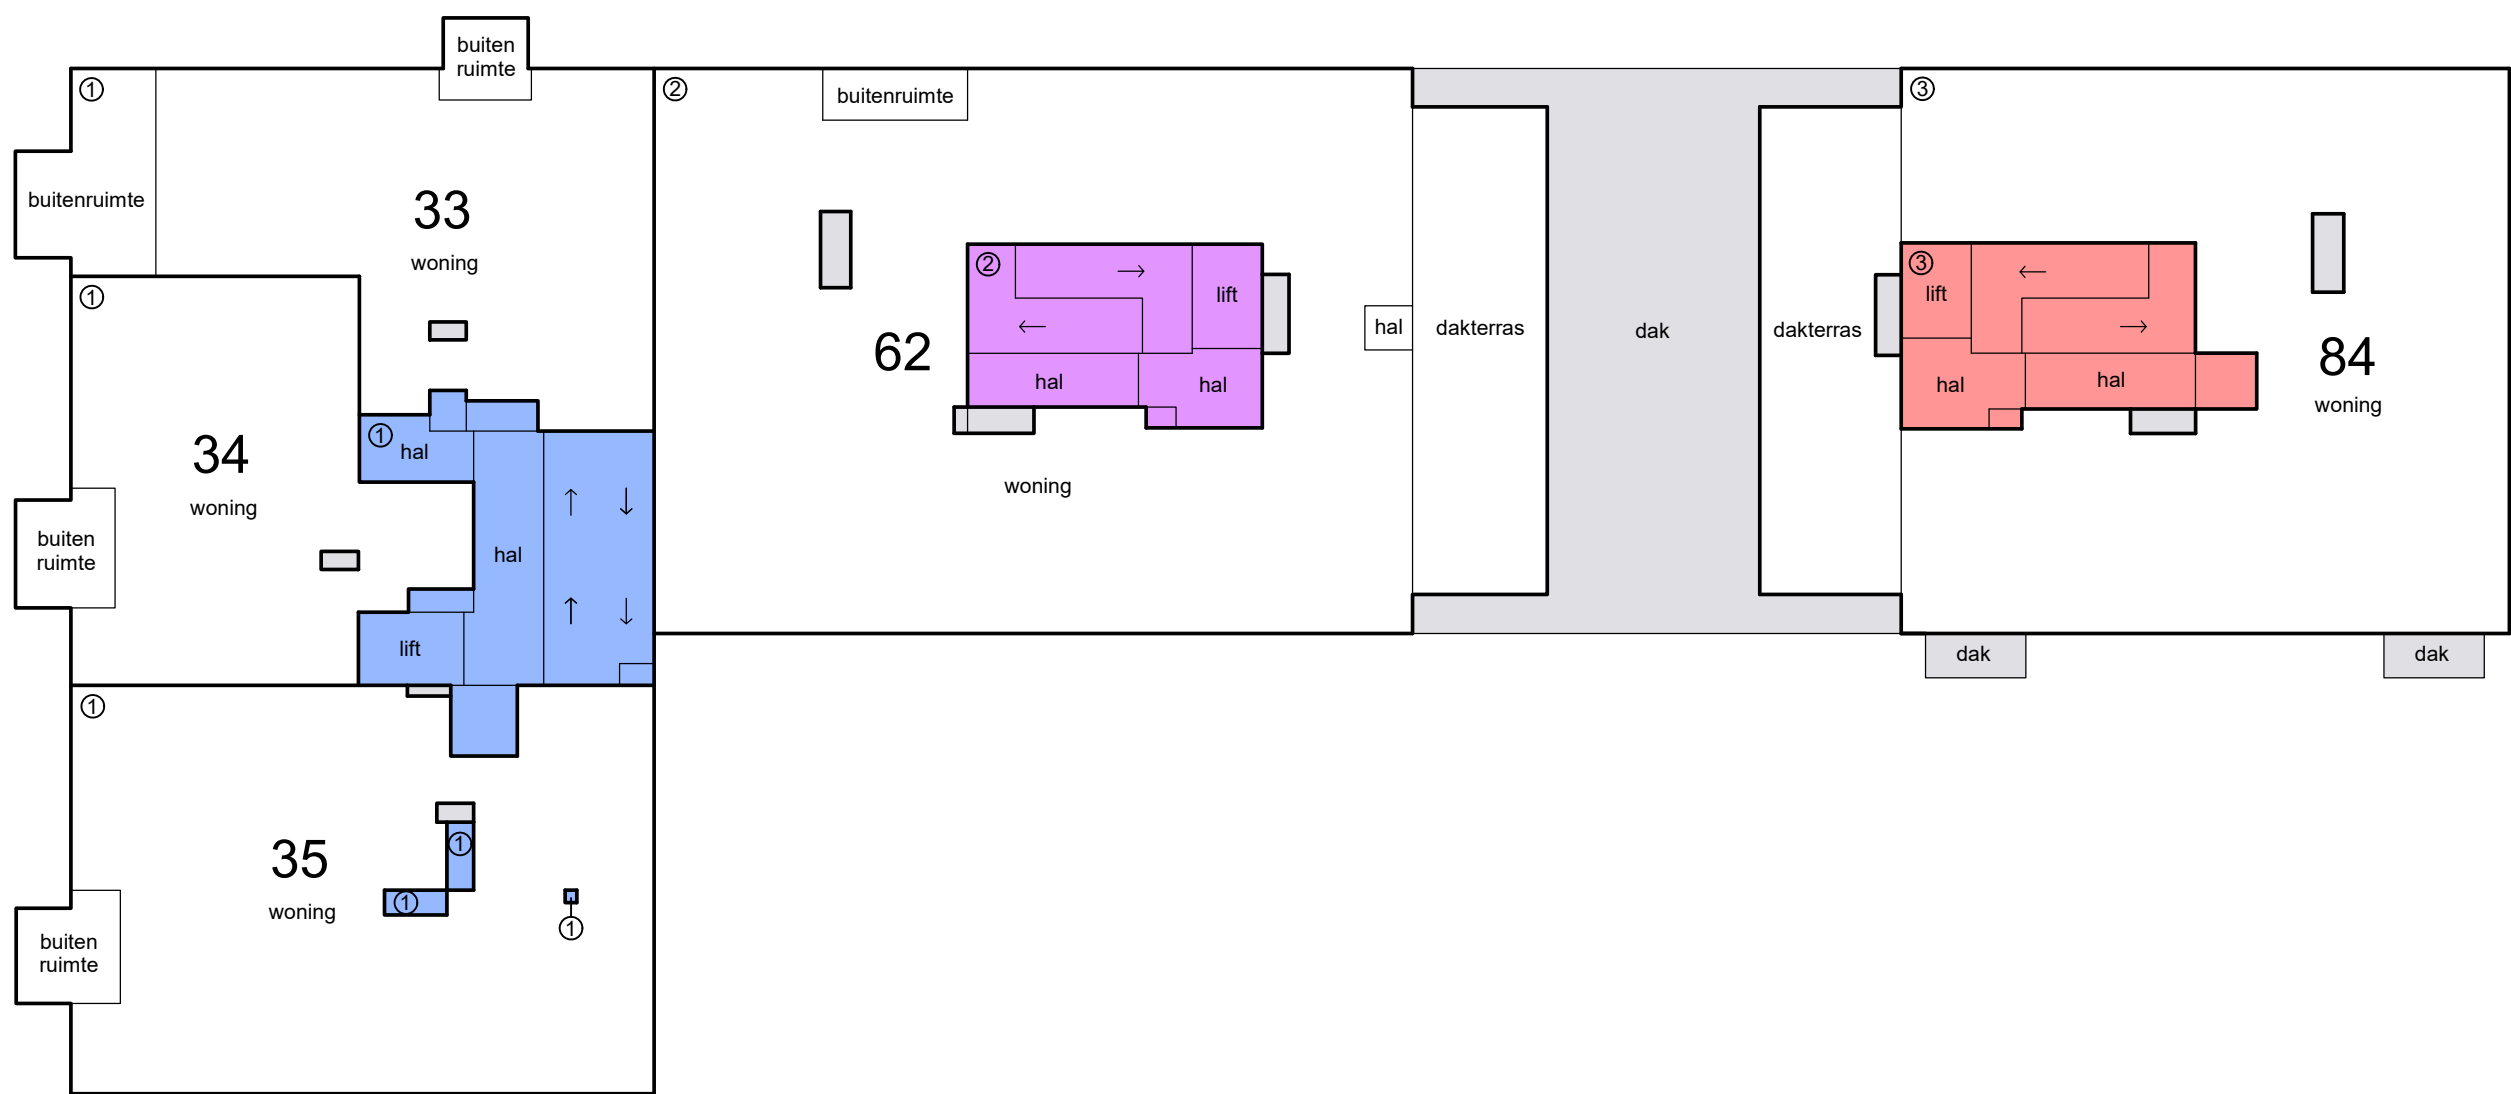 buiten
ruimte
①
buitenruimte
33
woning
①
34
woning
①
hal
hal
buiten
ruimte
lift
①
35
woning
①
①
①
buiten
ruimte
②
buitenruimte
②
lift
62
hal
hal
woning
hal
dakterras
dak
dakterras
③
③
lift
hal
hal
84
woning
dak
dak